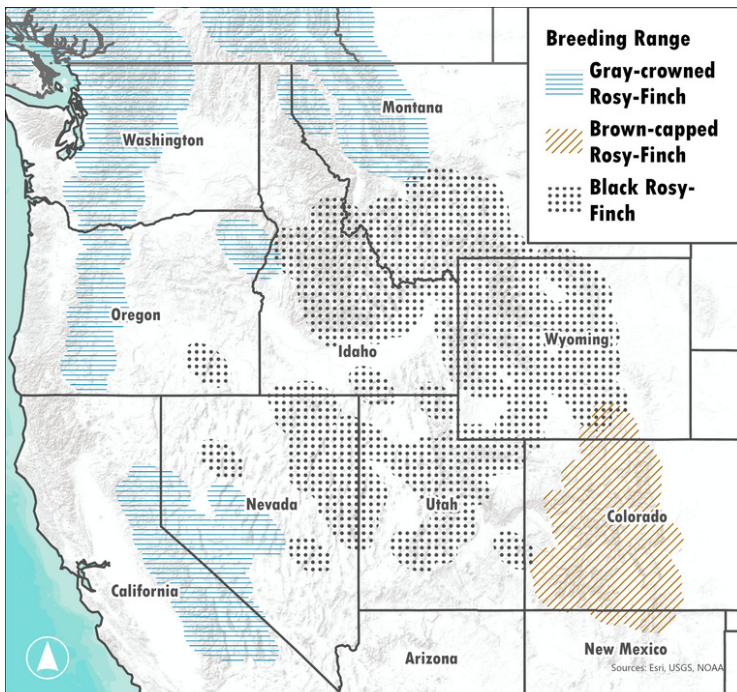 Breeding Range
Gray-crowned
Rosy-Finch
Brown-capped
Rosy-Finch
Black Rosy-
Finch
Montana
Washington
Oregon
Idaho
Wyoming
Nevada
Utah
Colorado
California
Arizona
New Mexico
Sources: Esri, USGS, NOAA